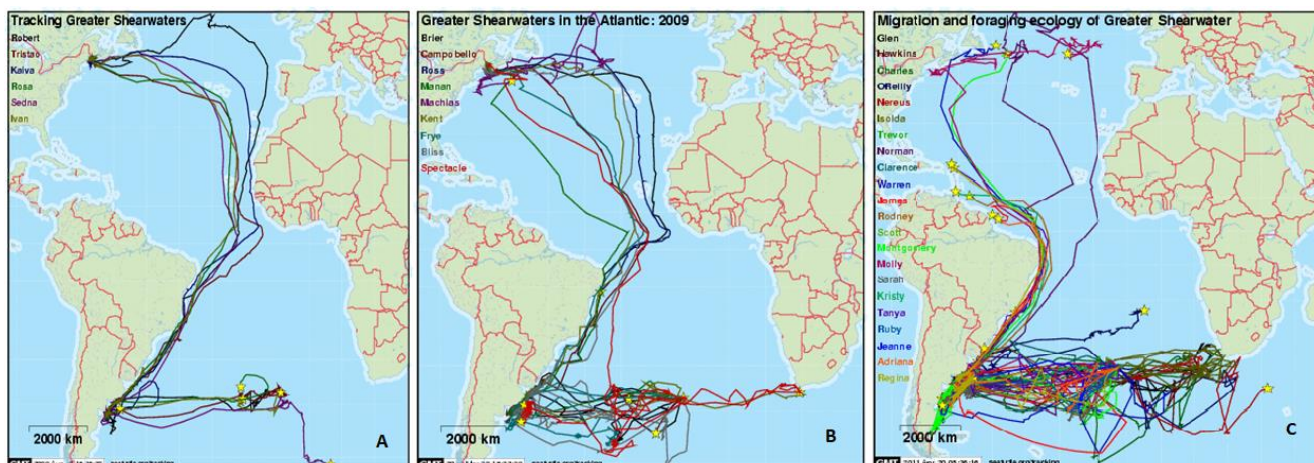 Tracking Greater Shearwaters
Robert
Tristao
Kaiva
Rosa
Sedna
Ivan
2000 km
A
Greater Shearwaters in the Atlantic: 2009
Brier
Campobello
Ross
Manan
Machias
Kent
Frye
Bliss
Spectacle
2000 km
B
Migration and foraging ecology of Greater Shearwater
Glen
Hawkins
Charles
OReilly
Nereus
Isolda
Trevor
Norman
Clarence
Warren
James
Rodney
Scott
Montgomery
Molly
Sarah
Kristy
Tanya
Ruby
Jeanne
Adriana
Regina
2000 km
C